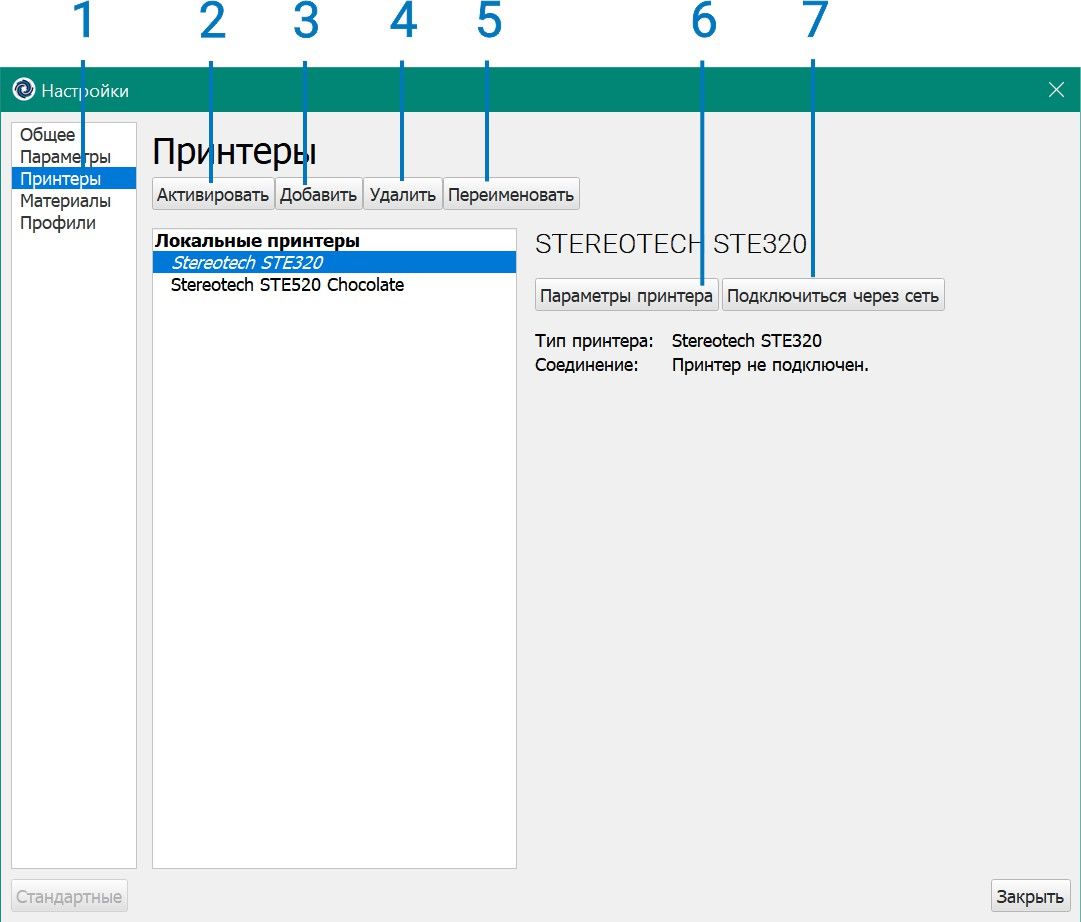 1 2 3 4 5 6 7
Настройки
Общее
Параметры
Принтеры
Материалы
Профили
Принтеры
Активировать Добавить Удалить Переименовать
Локальные принтеры
Stereotech STE320
Stereotech STE520 Chocolate
STEREOTECH STE320
Параметры принтера Подключиться через сеть
Тип принтера: Stereotech STE320
Соединение: Принтер не подключен.
Стандартные
Закрыть